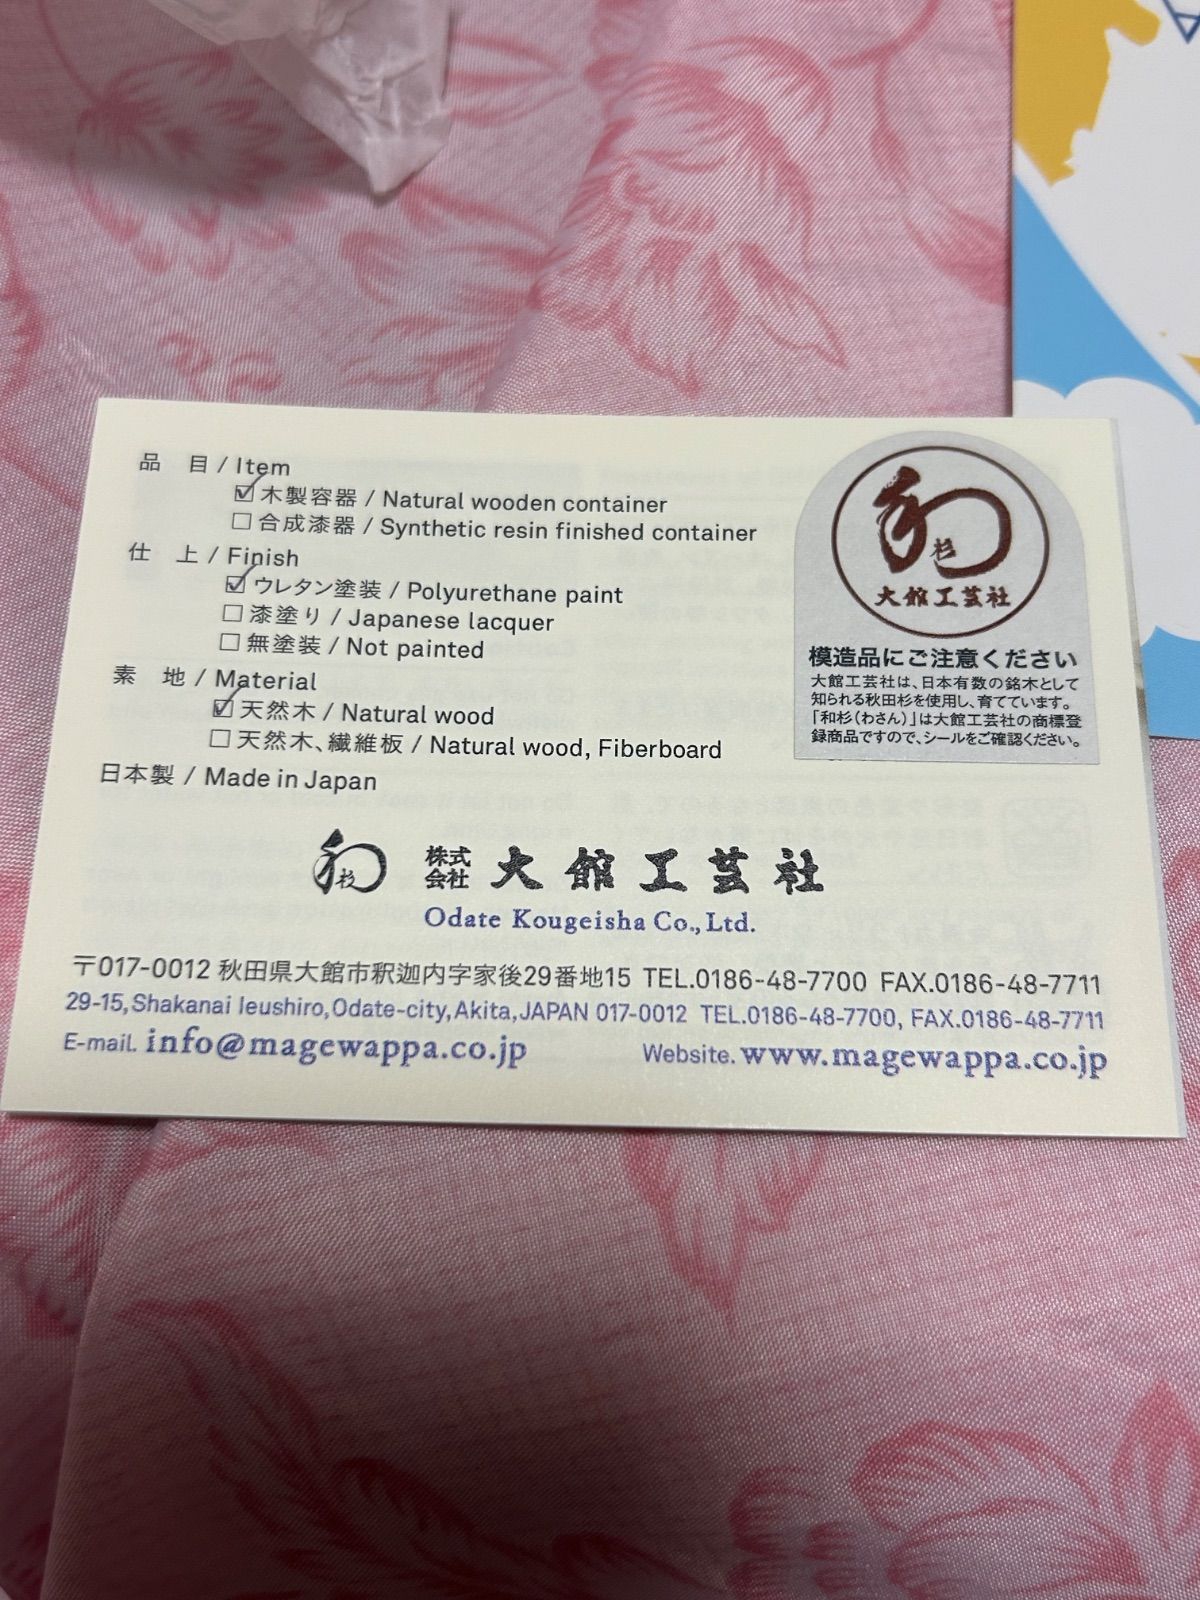 品 目 / Item
☑ 木製容器 / Natural wooden container
☐ 合成漆器 / Synthetic resin finished container
仕 上 / Finish
☑ ウレタン塗装 / Polyurethane paint
☐ 漆塗り / Japanese lacquer
☐ 無塗装 / Not painted
素 地 / Material
☑ 天然木 / Natural wood
☐ 天然木、繊維板 / Natural wood, Fiberboard
日本製 / Made in Japan
和杉
大館工芸社
模造品にご注意ください
大館工芸社は、日本有数の銘木として
知られる秋田杉を使用し、育てています。
「和杉(わさん)」は大館工芸社の商標登
録商品ですので、シールをご確認ください。
和杉 株式会社 大館工芸社
Odate Kougeisha Co., Ltd.
〒017-0012 秋田県大館市釈迦内字家後29番地15 TEL.0186-48-7700 FAX.0186-48-7711
29-15,Shakanai Ieushiro,Odate-city,Akita,JAPAN 017-0012 TEL.0186-48-7700, FAX.0186-48-7711
E-mail. info@magewappa.co.jp Website. www.magewappa.co.jp